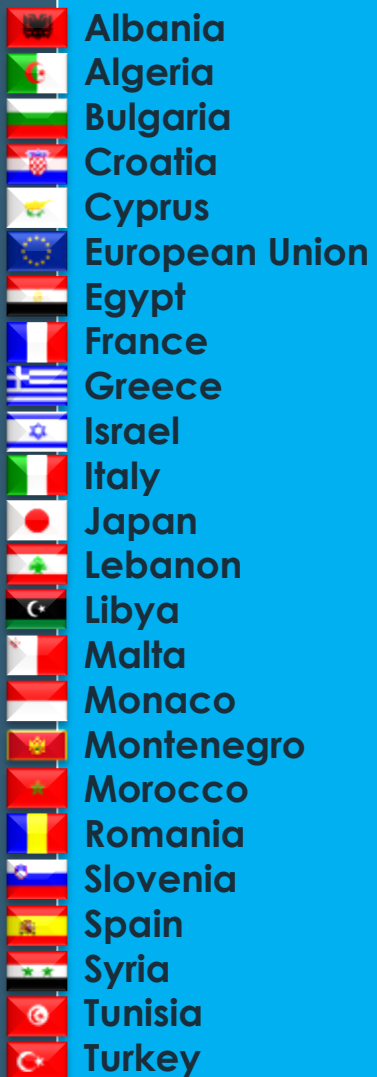 Albania
Algeria
Bulgaria
Croatia
Cyprus
European Union
Egypt
France
Greece
Israel
Italy
Japan
Lebanon
Libya
Malta
Monaco
Montenegro
Morocco
Romania
Slovenia
Spain
Syria
Tunisia
Turkey